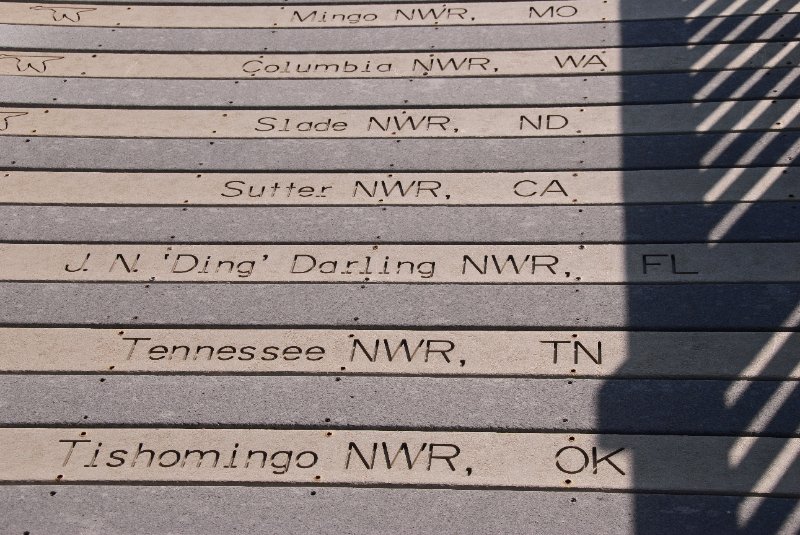 Mingo NWR, MO
Columbia NWR, WA
Slade NWR, ND
Sutter NWR, CA
J. N. 'Ding' Darling NWR, FL
Tennessee NWR, TN
Tishomingo NWR, OK